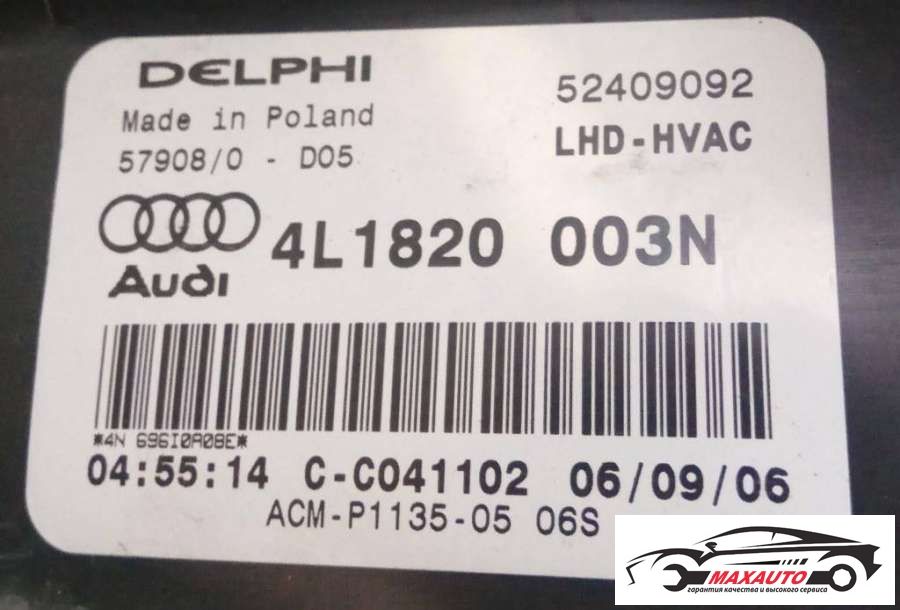 DELPHI
52409092
Made in Poland
LHD-HVAC
57908/0 - D05
4L1820 003N
Audi
*4N 696I0A08E*
04:55:14 C-C041102 06/09/06
ACM-P1135-05 06S
MAXAUTO
гарантия качества и высокого сервиса